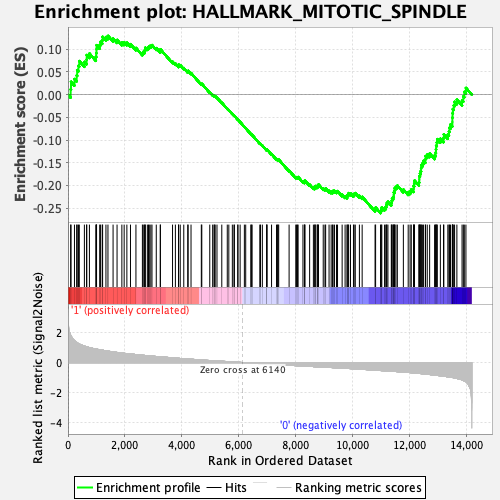 Enrichment plot: HALLMARK_MITOTIC_SPINDLE
Enrichment score (ES)
0.10
0.05
0.00
-0.05
-0.10
-0.15
-0.20
-0.25
'1' (positively correlated)
Ranked list metric (Signal2Noise)
2
0
-2
-4
Zero cross at 6140
'0' (negatively correlated)
0
2,000
4,000
6,000
8,000
10,000
12,000
14,000
Rank in Ordered Dataset
Enrichment profile
Hits
Ranking metric scores